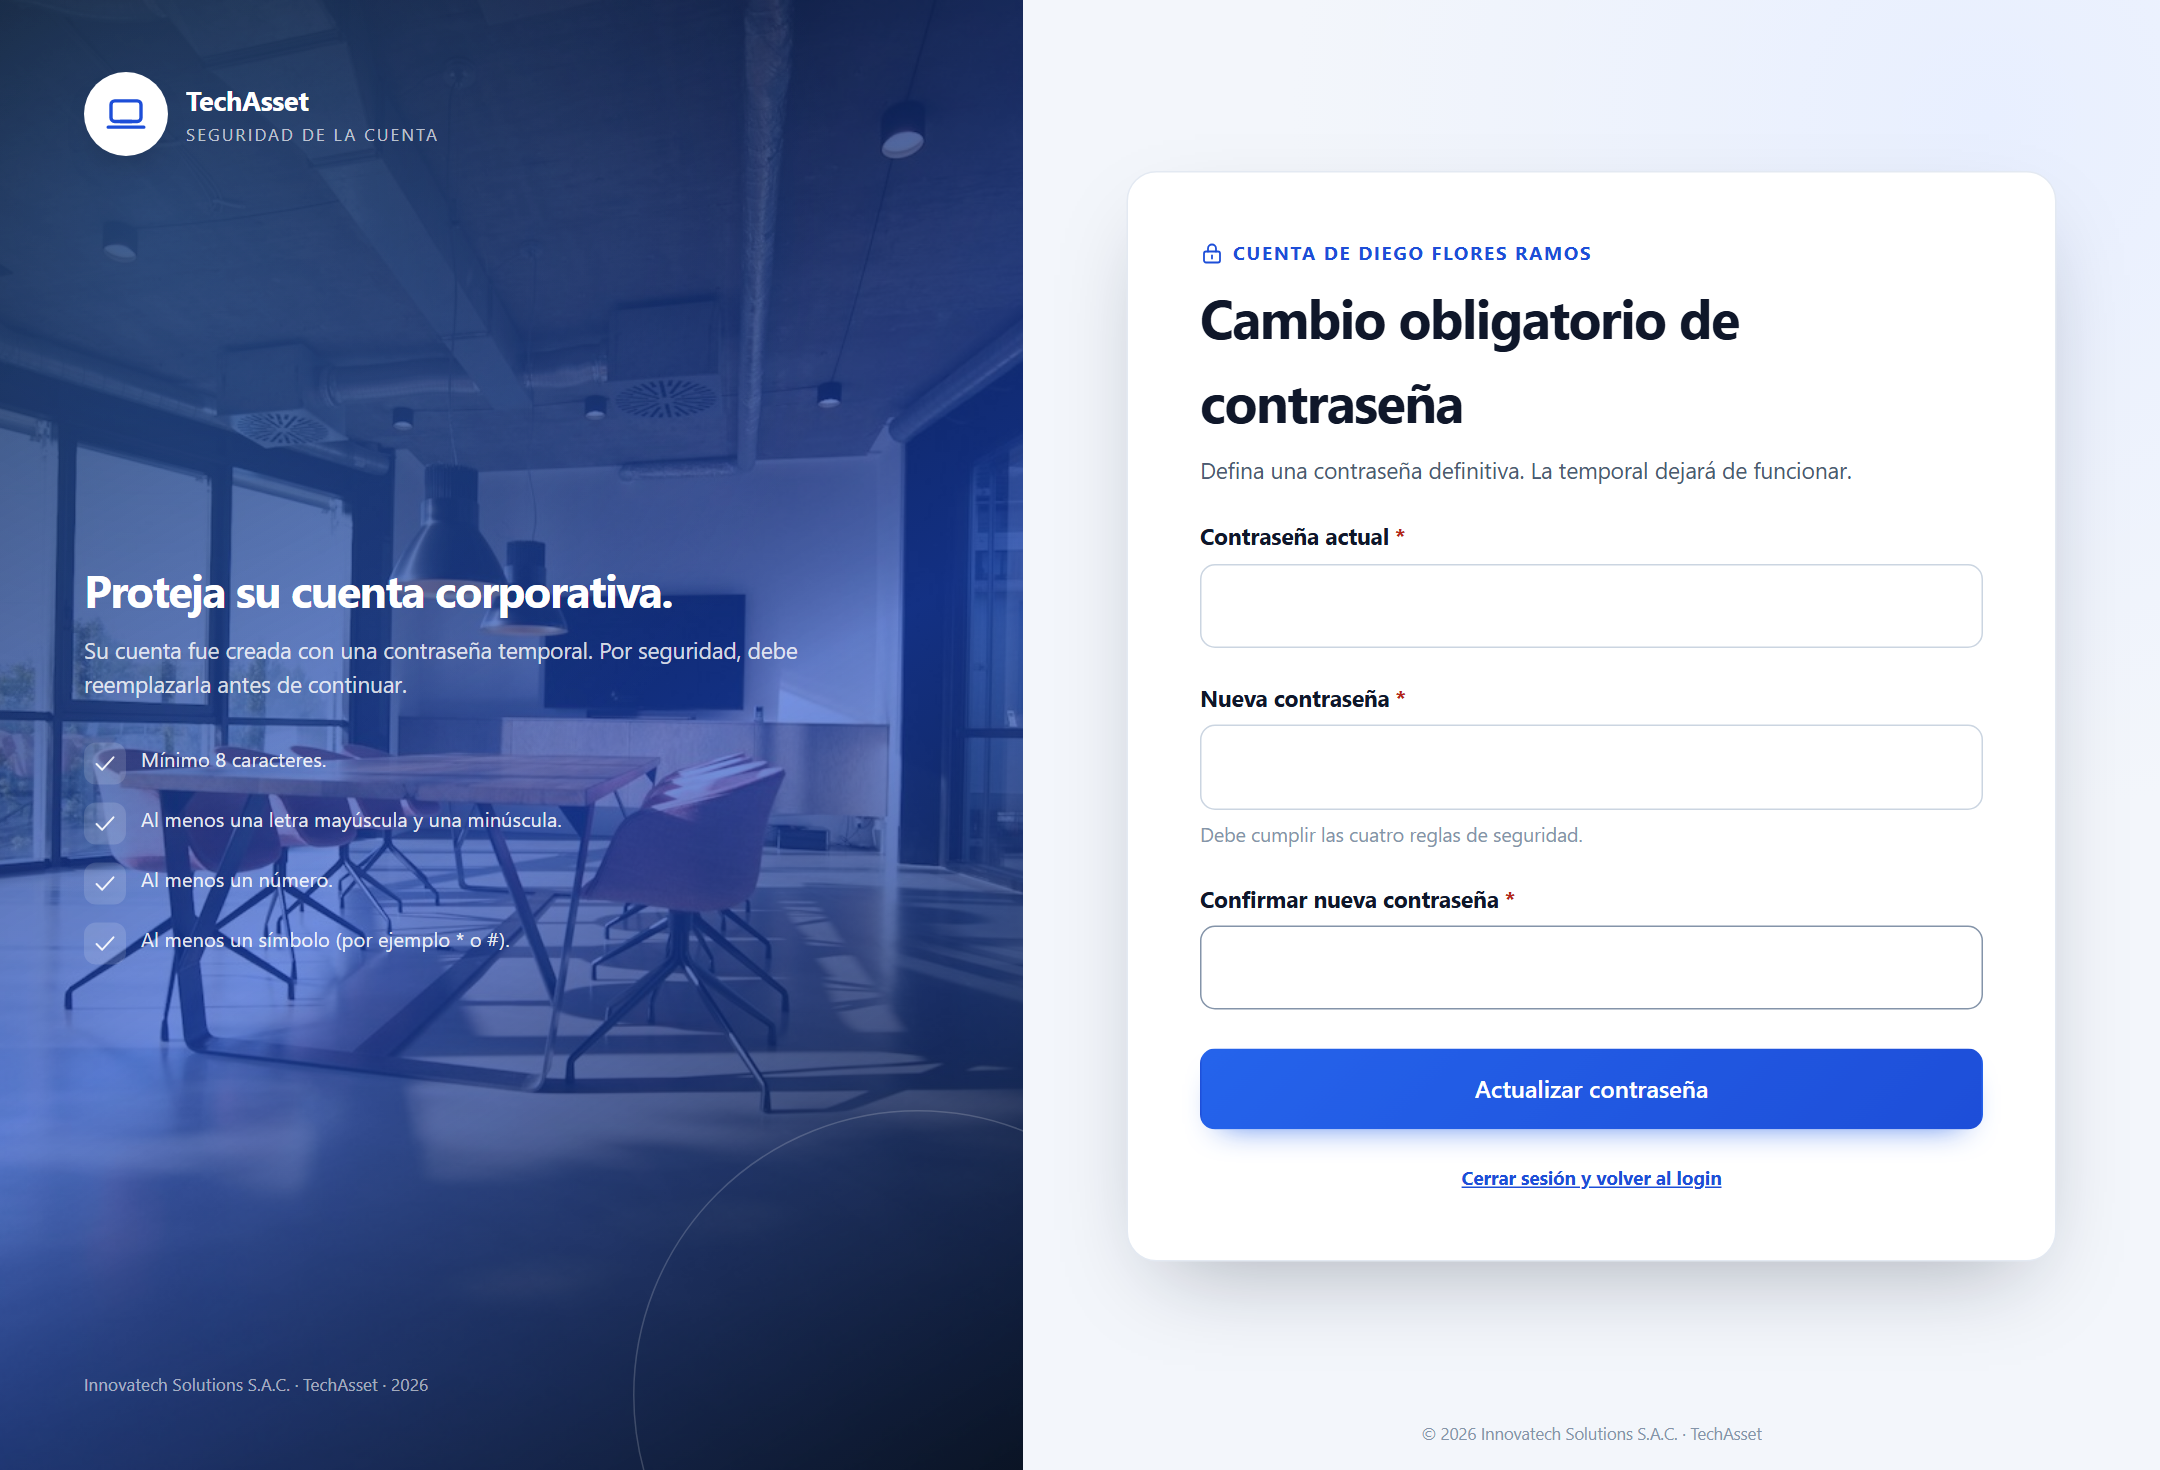 TechAsset
SEGURIDAD DE LA CUENTA
Proteja su cuenta corporativa.
Su cuenta fue creada con una contraseña temporal. Por seguridad, debe
reemplazarla antes de continuar.
Mínimo 8 caracteres.
Al menos una letra mayúscula y una minúscula.
Al menos un número.
Al menos un símbolo (por ejemplo * o #).
Innovatech Solutions S.A.C. · TechAsset · 2026
CUENTA DE DIEGO FLORES RAMOS
Cambio obligatorio de
contraseña
Defina una contraseña definitiva. La temporal dejará de funcionar.
Contraseña actual *
Nueva contraseña *
Debe cumplir las cuatro reglas de seguridad.
Confirmar nueva contraseña *
Actualizar contraseña
Cerrar sesión y volver al login
© 2026 Innovatech Solutions S.A.C. · TechAsset